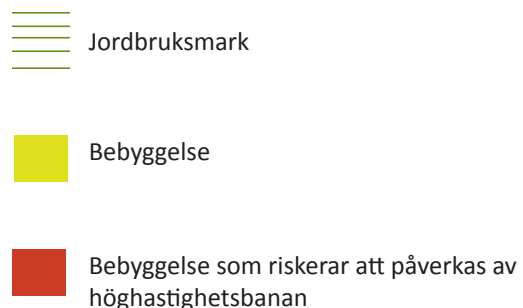 Jordbruksmark
Bebyggelse
Bebyggelse som riskerar att påverkas av
höghastighetsbanan